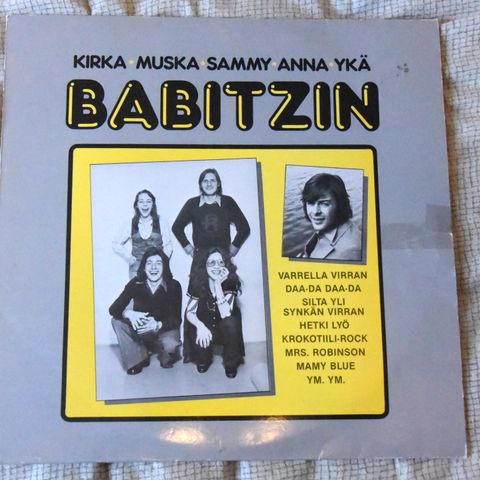 KIRKA • MUSKA • SAMMY • ANNA • YKÄ
BABITZIN
VARRELLA VIRRAN
DAA-DA DAA-DA
SILTA YLI
SYNKÄN VIRRAN
HETKI LYÖ
KROKOTIILI-ROCK
MRS. ROBINSON
MAMY BLUE
YM. YM.